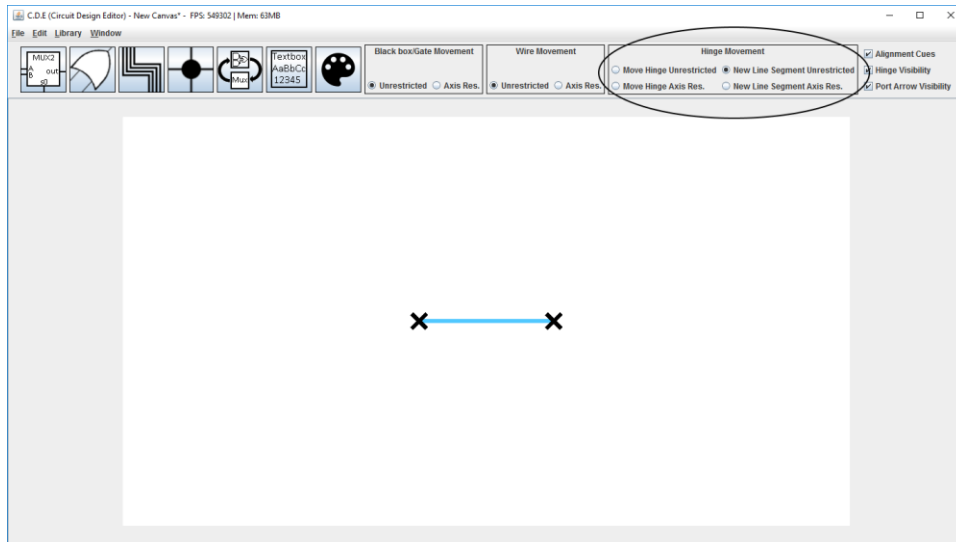 C.D.E (Circuit Design Editor) - New Canvas* - FPS: 549302 | Mem: 63MB
File Edit Library Window
MUX2
A
B
out
s0
Mux
Textbox
AaBbCc
12345
Black box/Gate Movement
Unrestricted Axis Res.
Wire Movement
Unrestricted Axis Res.
Hinge Movement
Move Hinge Unrestricted New Line Segment Unrestricted
Move Hinge Axis Res. New Line Segment Axis Res.
Alignment Cues
Hinge Visibility
Port Arrow Visibility